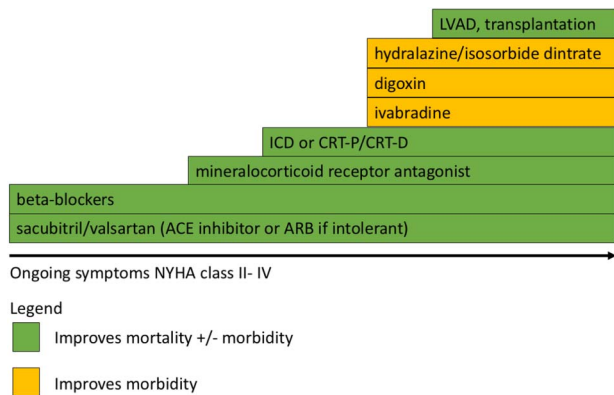 LVAD, transplantation
hydralazine/isosorbide dintrate
digoxin
ivabradine
ICD or CRT-P/CRT-D
mineralocorticoid receptor antagonist
beta-blockers
sacubitril/valsartan (ACE inhibitor or ARB if intolerant)
Ongoing symptoms NYHA class II- IV
Legend
Improves mortality +/- morbidity
Improves morbidity